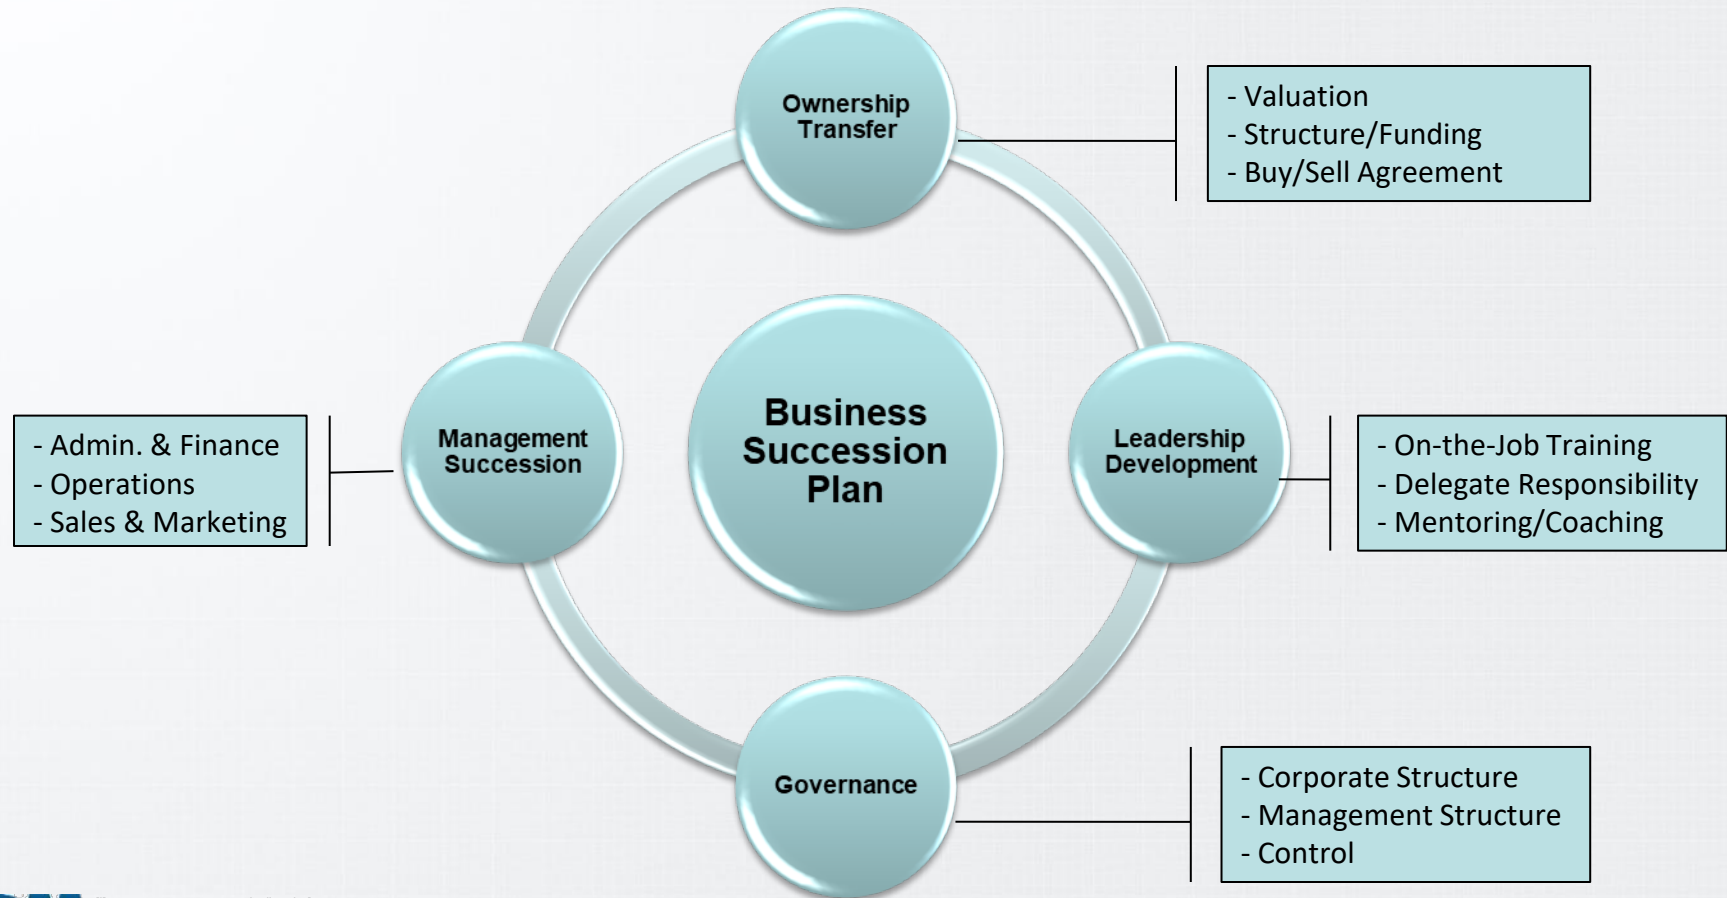 Ownership
Transfer
- Valuation
- Structure/Funding
- Buy/Sell Agreement
Business
Succession
Plan
Management
Succession
- Admin. & Finance
- Operations
- Sales & Marketing
Leadership
Development
- On-the-Job Training
- Delegate Responsibility
- Mentoring/Coaching
Governance
- Corporate Structure
- Management Structure
- Control